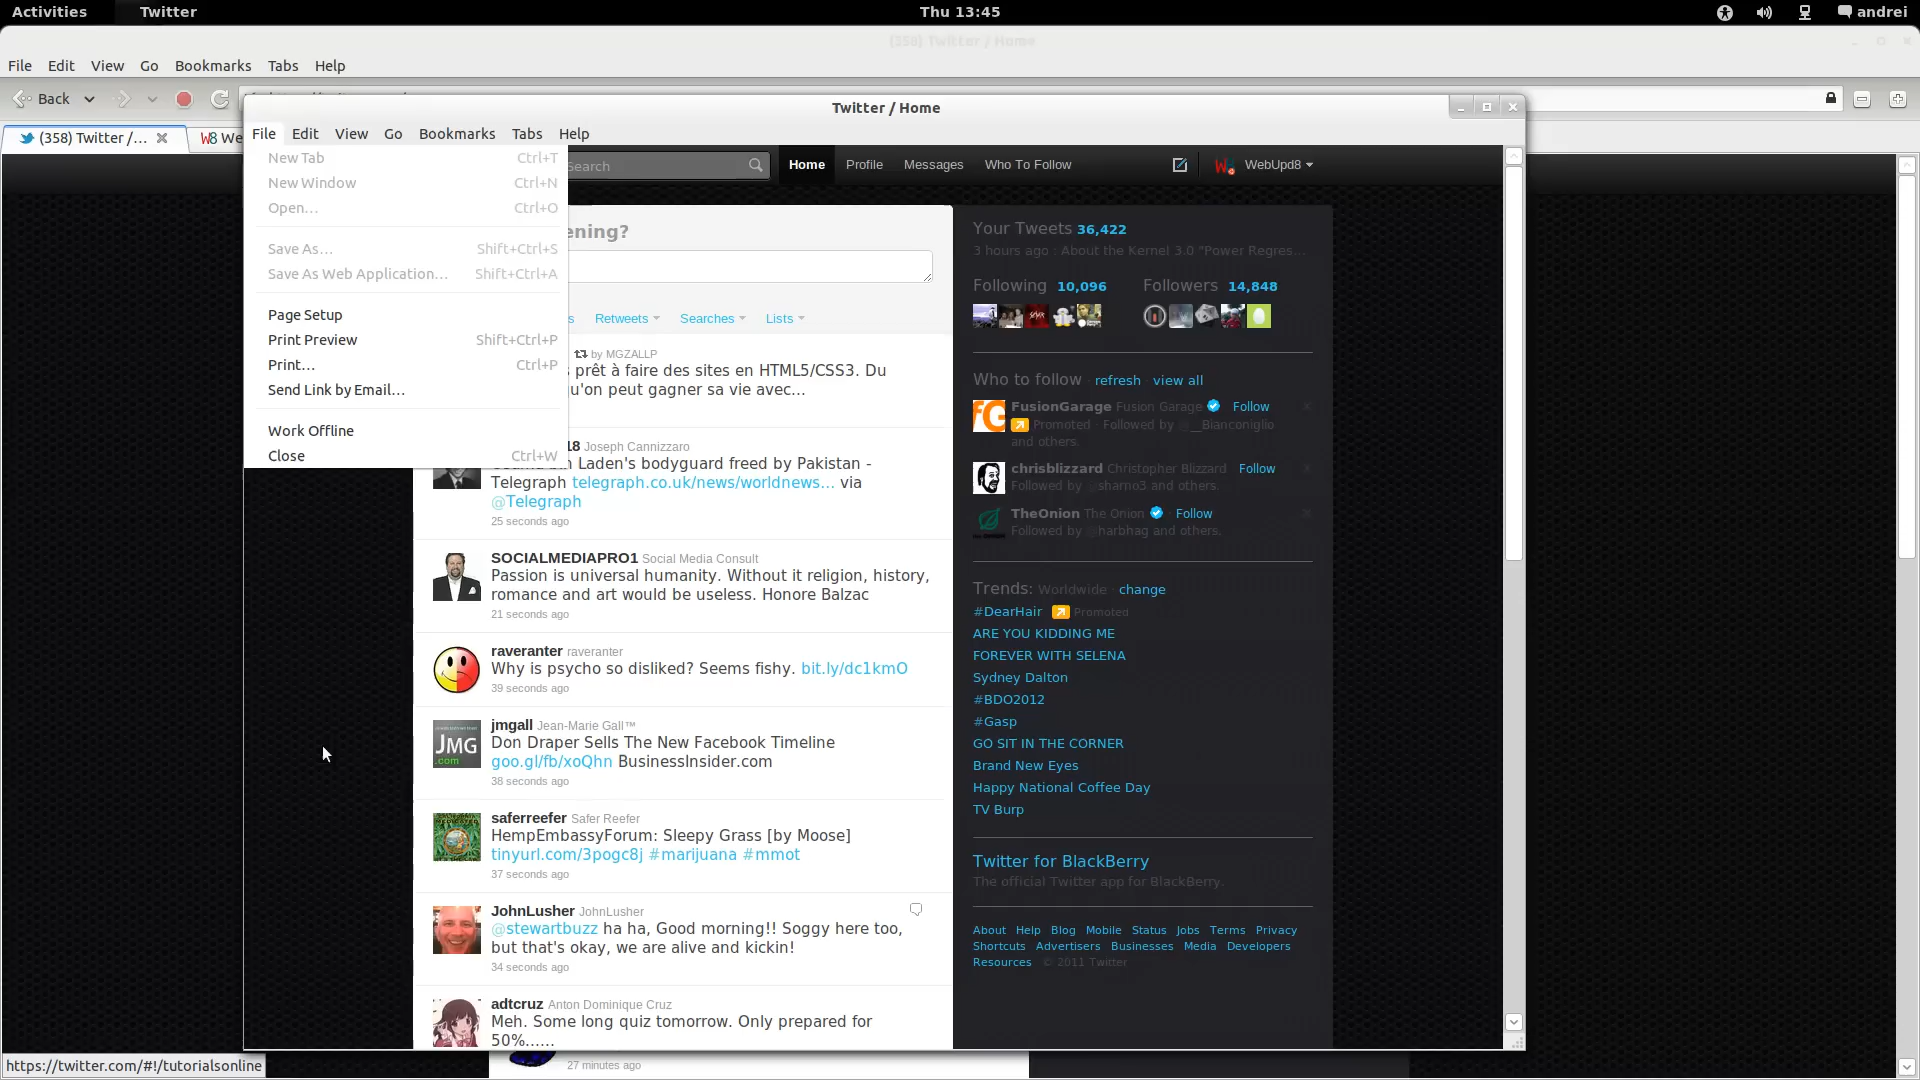 Activities
Twitter
Thu 13:45
andrei
(358) Twitter / Home
File Edit View Go Bookmarks Tabs Help
Back
(358) Twitter /...
W8 We
Twitter / Home
File Edit View Go Bookmarks Tabs Help
New Tab Ctrl+T
New Window Ctrl+N
Open... Ctrl+O
Save As... Shift+Ctrl+S
Save As Web Application... Shift+Ctrl+A
Page Setup
Print Preview Shift+Ctrl+P
Print... Ctrl+P
Send Link by Email...
Work Offline
Close Ctrl+W
Search
Home Profile Messages Who To Follow
WebUpd8
ening?
s Retweets Searches Lists
by MGZALLP
s prêt à faire des sites en HTML5/CSS3. Du
u'on peut gagner sa vie avec...
18 Joseph Cannizzaro
Laden's bodyguard freed by Pakistan -
Telegraph telegraph.co.uk/news/worldnews... via
@Telegraph
25 seconds ago
SOCIALMEDIAPRO1 Social Media Consult
Passion is universal humanity. Without it religion, history,
romance and art would be useless. Honore Balzac
21 seconds ago
raveranter raveranter
Why is psycho so disliked? Seems fishy. bit.ly/dc1kmO
39 seconds ago
JMG
.com
jmgall Jean-Marie Gall™
Don Draper Sells The New Facebook Timeline
goo.gl/fb/xoQhn BusinessInsider.com
38 seconds ago
saferreefer Safer Reefer
HempEmbassyForum: Sleepy Grass [by Moose]
tinyurl.com/3pogc8j #marijuana #mmot
37 seconds ago
JohnLusher JohnLusher
@stewartbuzz ha ha, Good morning!! Soggy here too,
but that's okay, we are alive and kickin!
34 seconds ago
adtcruz Anton Dominique Cruz
Meh. Some long quiz tomorrow. Only prepared for
50%......
27 minutes ago
Your Tweets 36,422
3 hours ago : About the Kernel 3.0 "Power Regres...
Following 10,096
Followers 14,848
Who to follow · refresh · view all
FusionGarage Fusion Garage Follow
Promoted · Followed by @__Bianconiglio
and others.
chrisblizzard Christopher Blizzard Follow
Followed by @sharno3 and others.
TheOnion The Onion · Follow
Followed by @harbhag and others.
Trends: Worldwide · change
#DearHair Promoted
ARE YOU KIDDING ME
FOREVER WITH SELENA
Sydney Dalton
#BDO2012
#Gasp
GO SIT IN THE CORNER
Brand New Eyes
Happy National Coffee Day
TV Burp
Twitter for BlackBerry
The official Twitter app for BlackBerry.
About Help Blog Mobile Status Jobs Terms Privacy
Shortcuts Advertisers Businesses Media Developers
Resources © 2011 Twitter
https://twitter.com/#!/tutorialsonline